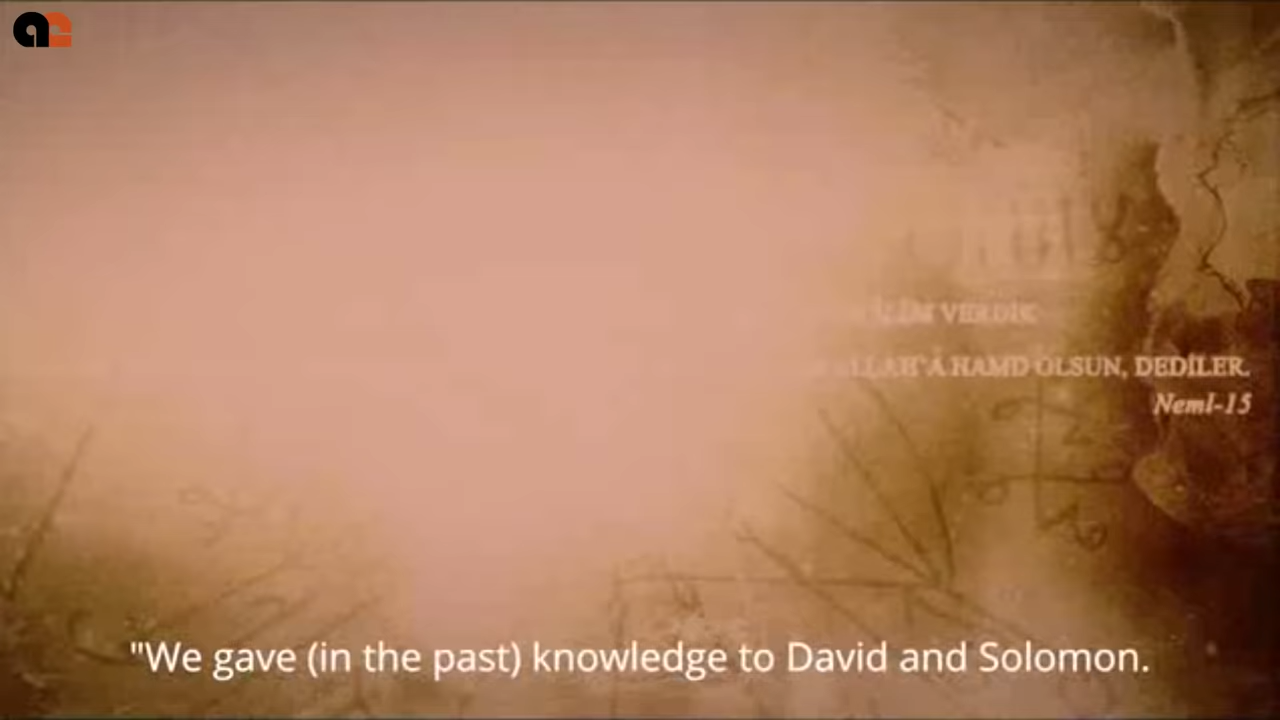 İLİM VERDİK
ALLAH'Â HAMD OLSUN, DEDİLER.
Neml-15
"We gave (in the past) knowledge to David and Solomon.